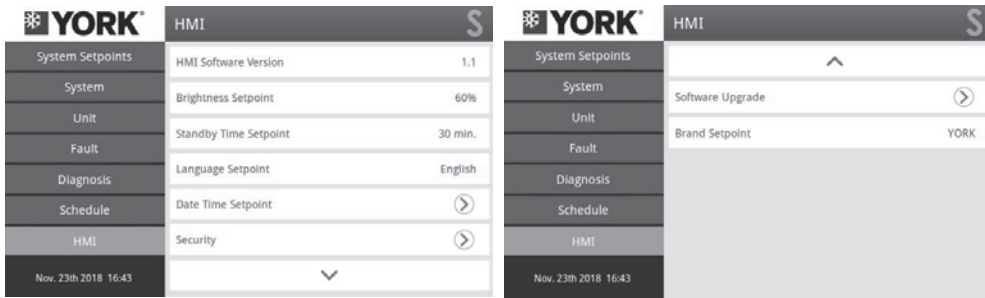 YORK
HMI
S
System Setpoints
System
Unit
Fault
Diagnosis
Schedule
HMI
Nov. 23th 2018 16:43
HMI Software Version 1.1
Brightness Setpoint 60%
Standby Time Setpoint 30 min.
Language Setpoint English
Date Time Setpoint
Security
YORK
HMI
S
System Setpoints
System
Unit
Fault
Diagnosis
Schedule
HMI
Nov. 23th 2018 16:43
Software Upgrade
Brand Setpoint YORK